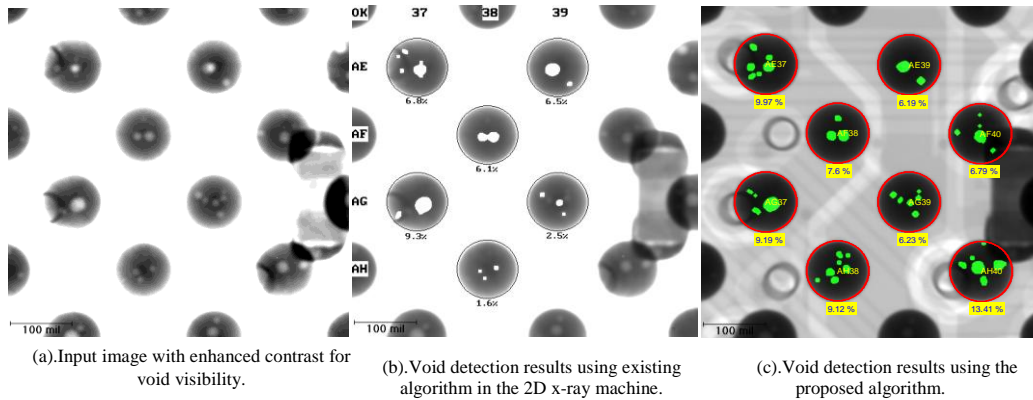 OK 37 38 39
AE
6.8% 6.5%
AF
6.1%
AG
9.3% 2.5%
AH
1.6%
100 mil
100 mil
AE37 AE39
9.97 % 6.19 %
AF38 AF40
7.6 % 6.79 %
AG37 AG39
9.19 % 6.23 %
AH38 AH40
9.12 % 13.41 %
100 mil
(a).Input image with enhanced contrast for
void visibility.
(b).Void detection results using existing
algorithm in the 2D x-ray machine.
(c).Void detection results using the
proposed algorithm.